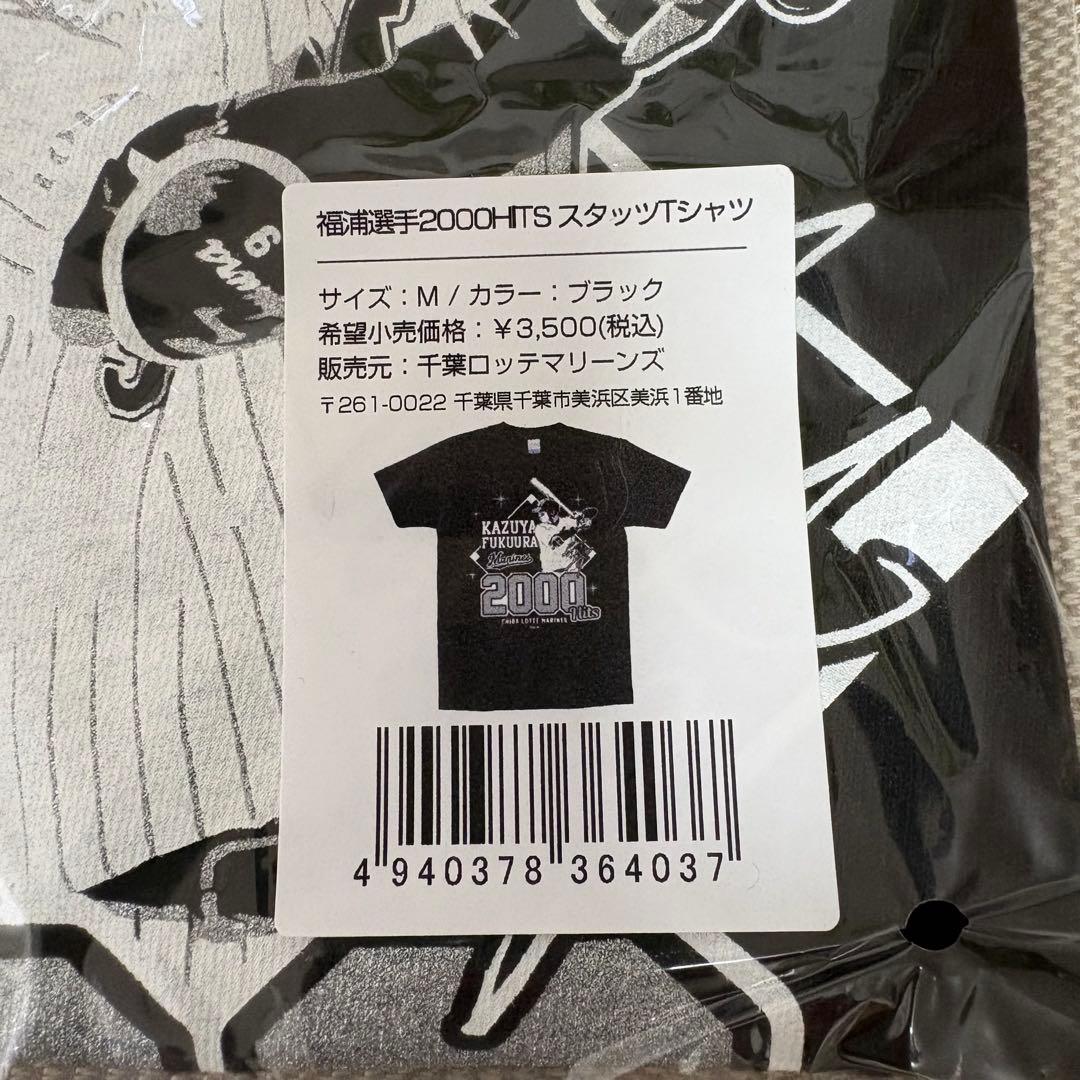 福浦選手2000HITS スタッツTシャツ
サイズ：M / カラー：ブラック
希望小売価格：￥3,500(税込)
販売元：千葉ロッテマリーンズ
〒261-0022 千葉県千葉市美浜区美浜1番地
KAZUYA
FUKUURA
Marines
2000
Hits
CHIBA LOTTE MARINES
4 940378 364037
9